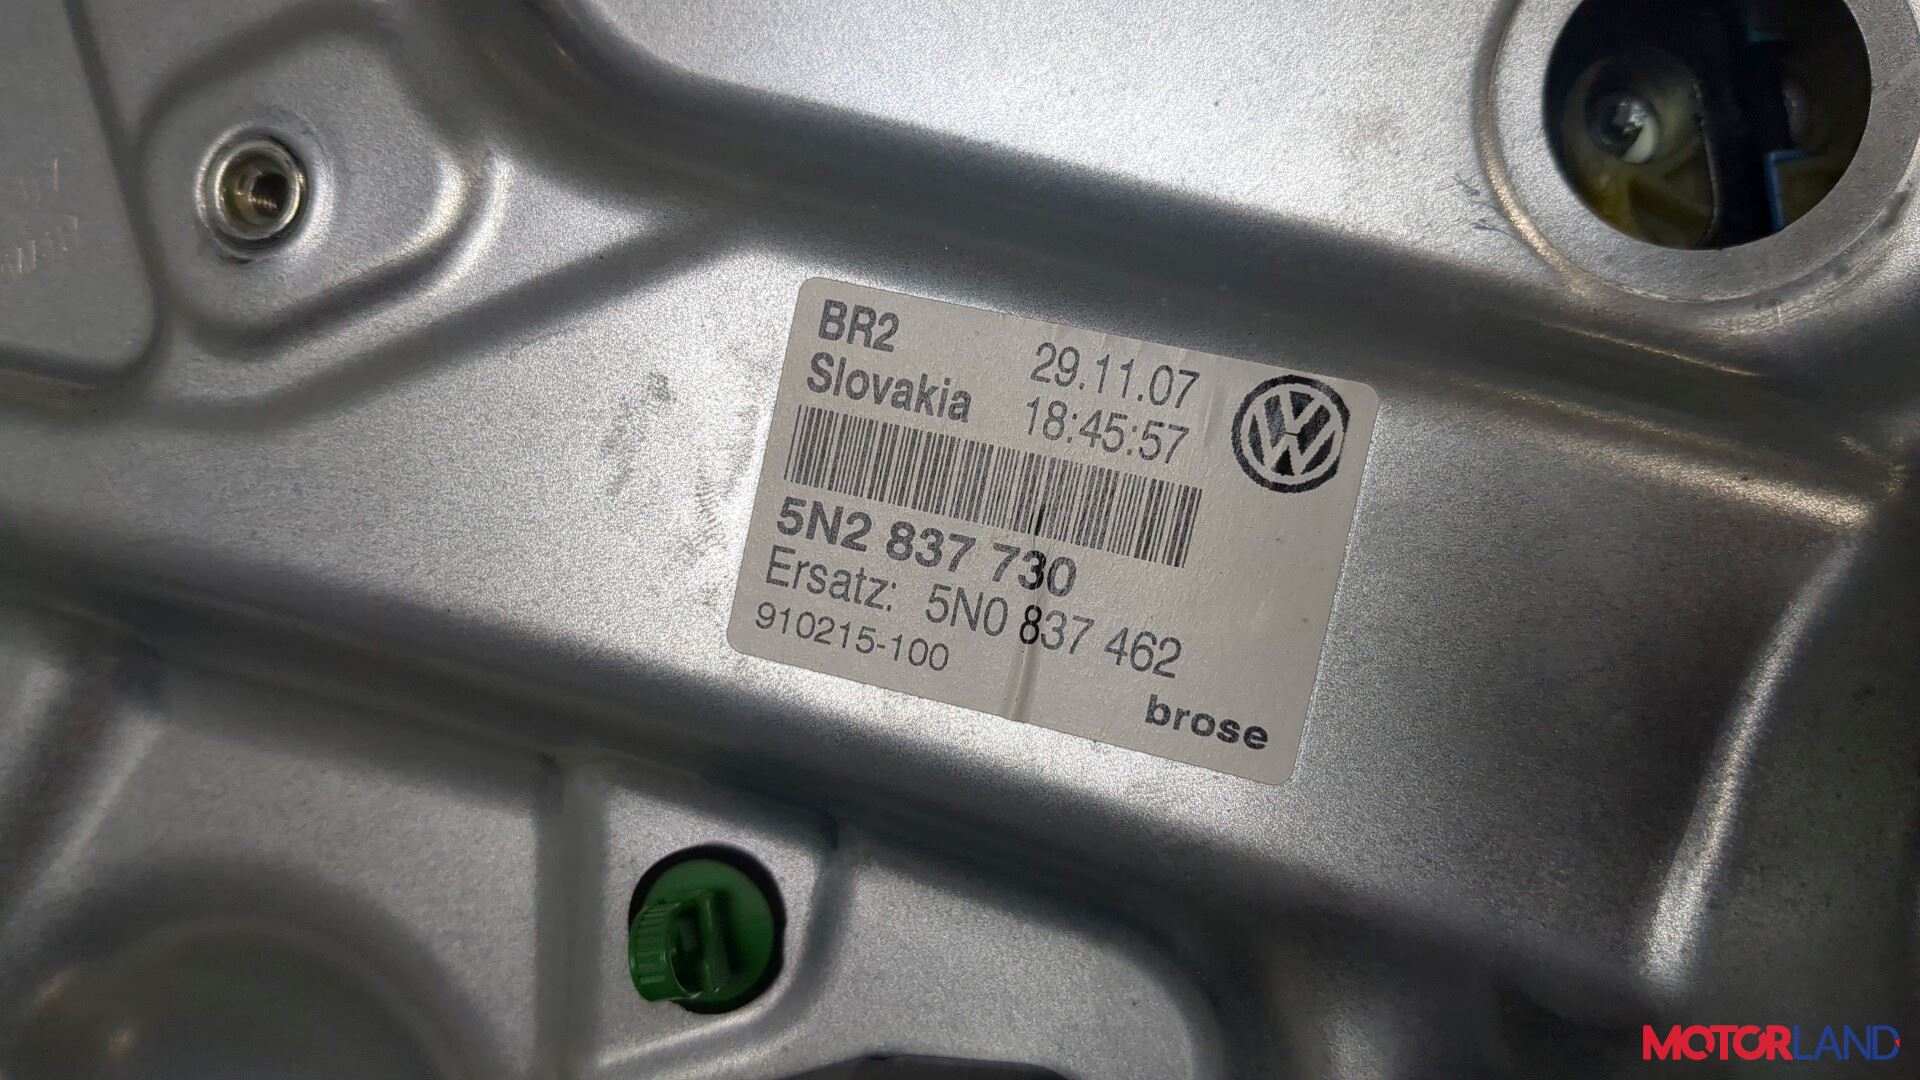 BR2
Slovakia
29.11.07
18:45:57
5N2 837 730
Ersatz: 5N0 837 462
910215-100
brose
MOTORLAND